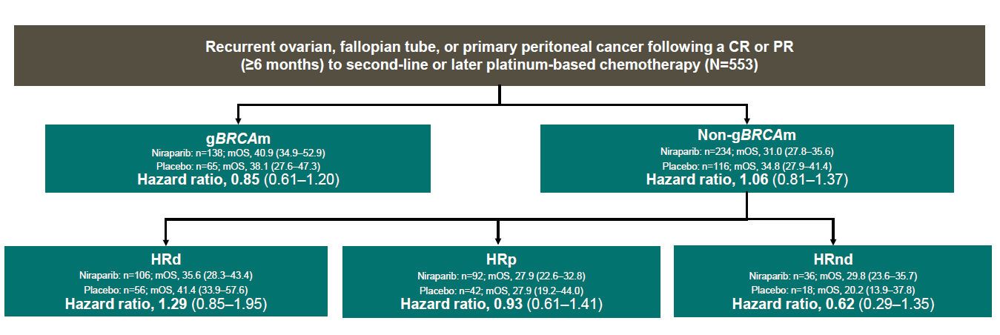 Recurrent ovarian, fallopian tube, or primary peritoneal cancer following a CR or PR
(≥6 months) to second-line or later platinum-based chemotherapy (N=553)
gBRCAm
Niraparib: n=138; mOS, 40.9 (34.9–52.9)
Placebo: n=65; mOS, 38.1 (27.6–47.3)
Hazard ratio, 0.85 (0.61–1.20)
Non-gBRCAm
Niraparib: n=234; mOS, 31.0 (27.8–35.6)
Placebo: n=116; mOS, 34.8 (27.9–41.4)
Hazard ratio, 1.06 (0.81–1.37)
HRd
Niraparib: n=106; mOS, 35.6 (28.3–43.4)
Placebo: n=56; mOS, 41.4 (33.9–57.6)
Hazard ratio, 1.29 (0.85–1.95)
HRp
Niraparib: n=92; mOS, 27.9 (22.6–32.8)
Placebo: n=42; mOS, 27.9 (19.2–44.0)
Hazard ratio, 0.93 (0.61–1.41)
HRnd
Niraparib: n=36; mOS, 29.8 (23.6–35.7)
Placebo: n=18; mOS, 20.2 (13.9–37.8)
Hazard ratio, 0.62 (0.29–1.35)